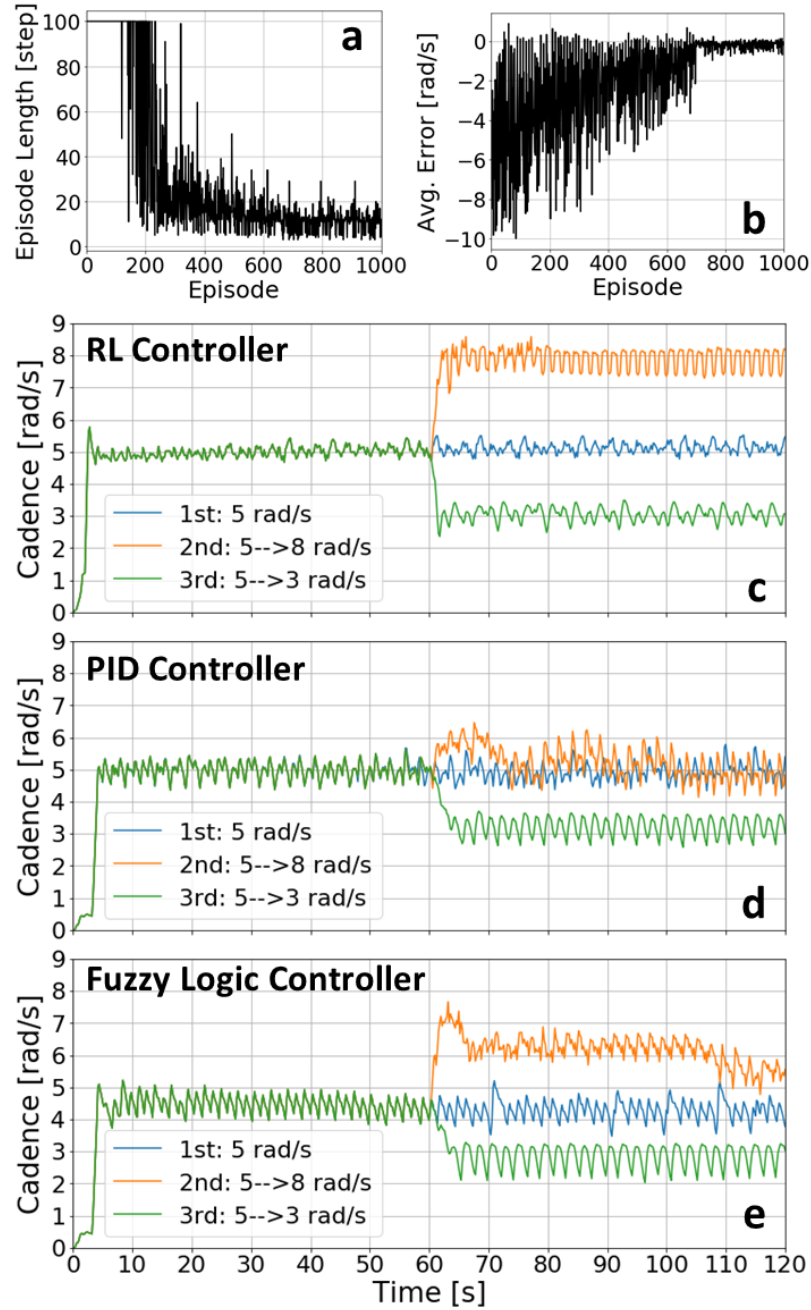 a
Episode Length [step]
100
80
60
40
20
0
0 200 400 600 800 1000
Episode
b
Avg. Error [rad/s]
0
−2
−4
−6
−8
−10
0 200 400 600 800 1000
Episode
RL Controller
Cadence [rad/s]
9
8
7
6
5
4
3
2
1
0
1st: 5 rad/s
2nd: 5-->8 rad/s
3rd: 5-->3 rad/s
c
PID Controller
Cadence [rad/s]
9
8
7
6
5
4
3
2
1
0
1st: 5 rad/s
2nd: 5-->8 rad/s
3rd: 5-->3 rad/s
d
Fuzzy Logic Controller
Cadence [rad/s]
9
8
7
6
5
4
3
2
1
0
1st: 5 rad/s
2nd: 5-->8 rad/s
3rd: 5-->3 rad/s
e
0 10 20 30 40 50 60 70 80 90 100 110 120
Time [s]